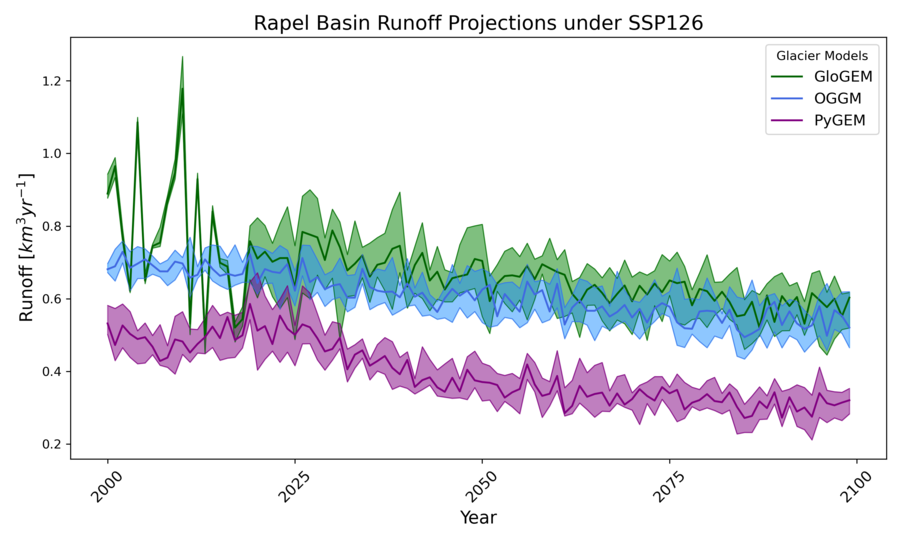 Rapel Basin Runoff Projections under SSP126
Glacier Models
GloGEM
OGGM
PyGEM
Runoff [km³yr⁻¹]
1.2
1.0
0.8
0.6
0.4
0.2
2000
2025
2050
2075
2100
Year